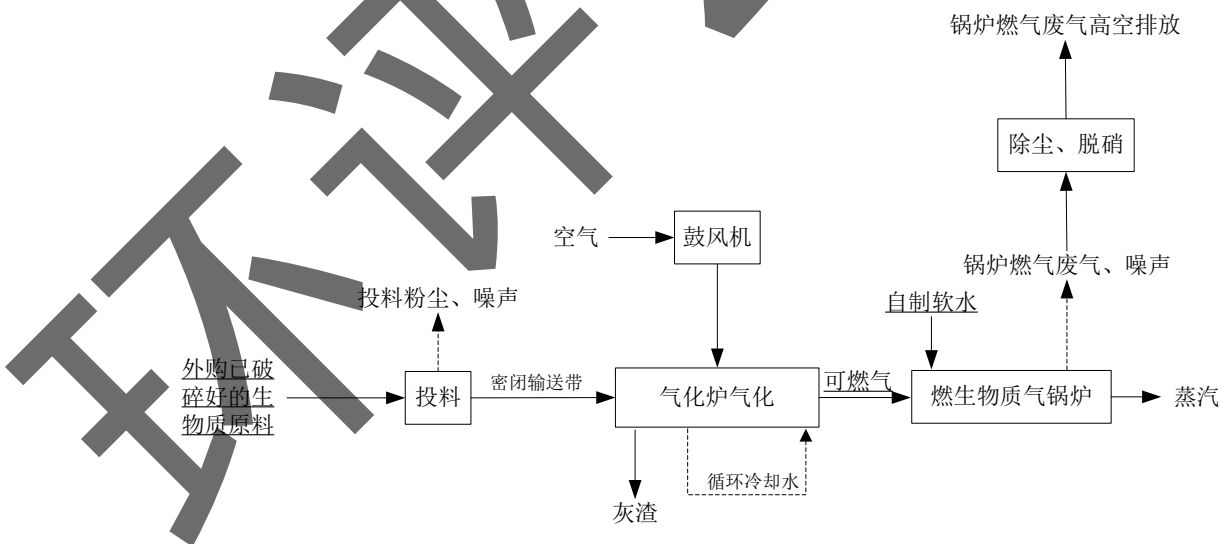 锅炉燃气废气高空排放
除尘、脱硝
空气
鼓风机
锅炉燃气废气、噪声
投料粉尘、噪声
自制软水
外购已破
碎好的生
物质原料
投料
密闭输送带
气化炉气化
可燃气
燃生物质气锅炉
蒸汽
循环冷却水
灰渣
环评